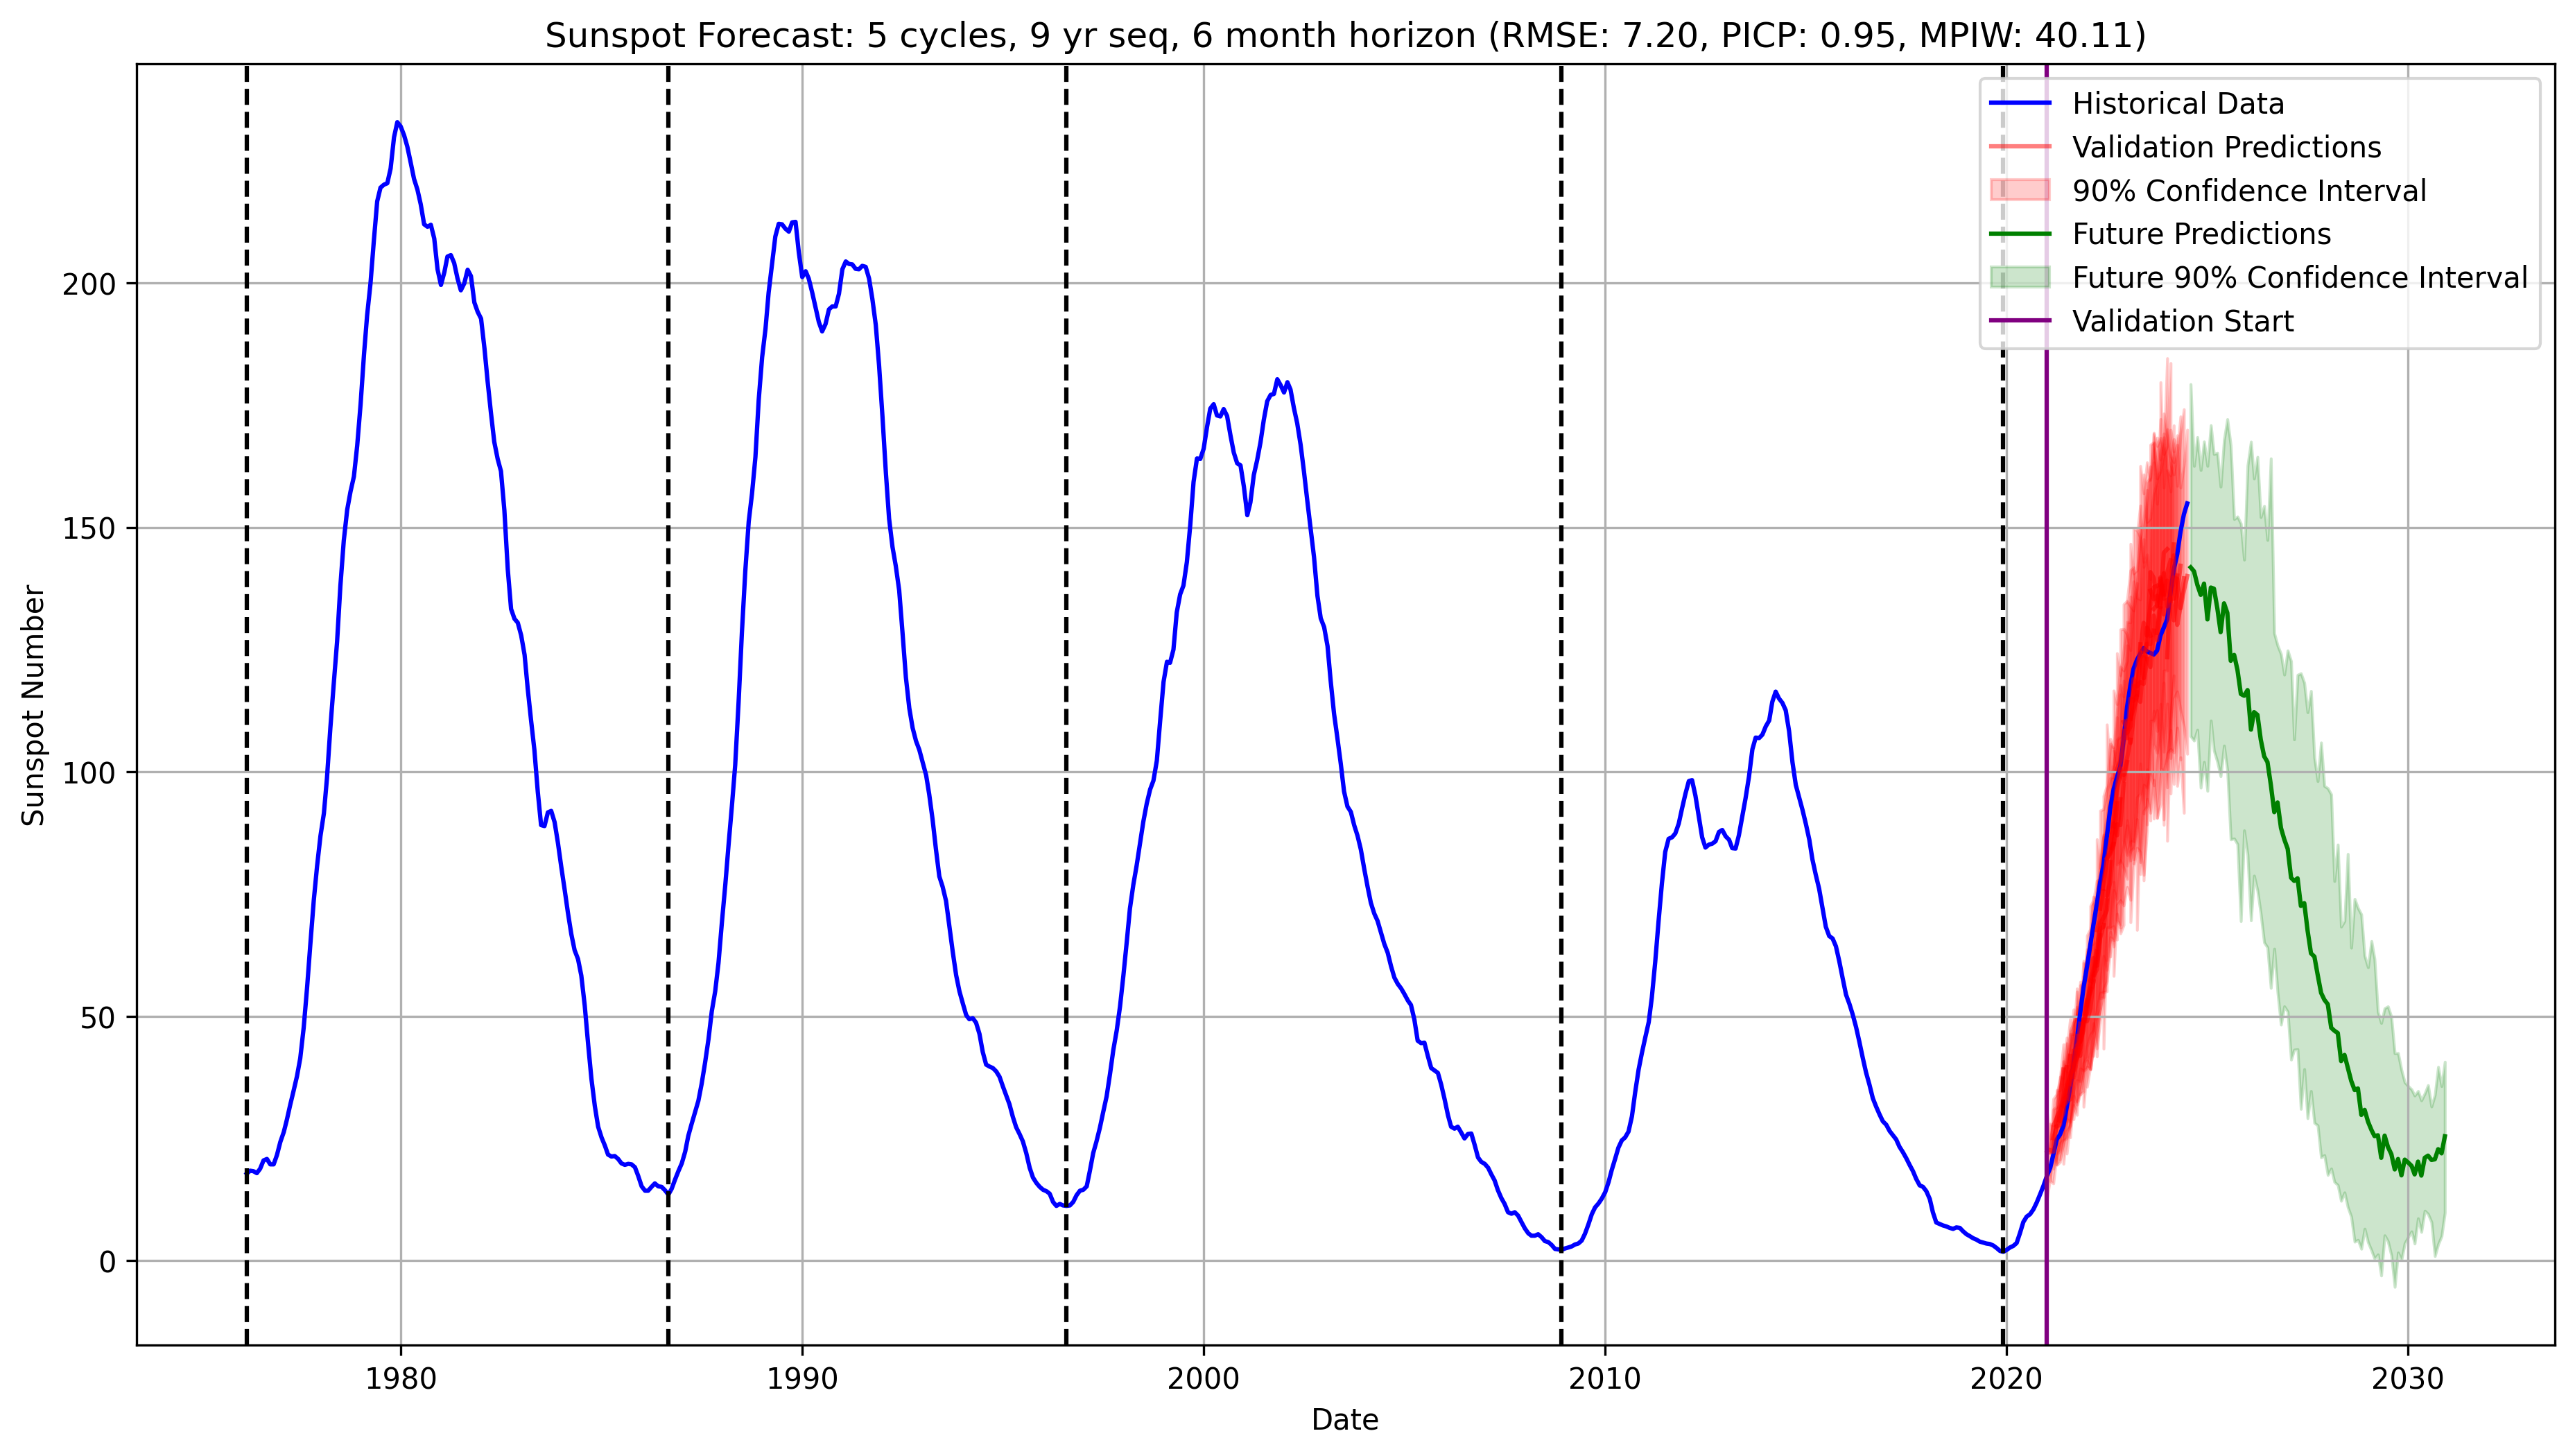 Sunspot Forecast: 5 cycles, 9 yr seq, 6 month horizon (RMSE: 7.20, PICP: 0.95, MPIW: 40.11)
Historical Data
Validation Predictions
90% Confidence Interval
Future Predictions
Future 90% Confidence Interval
Validation Start
Sunspot Number
200
150
100
50
0
1980
1990
2000
2010
2020
2030
Date